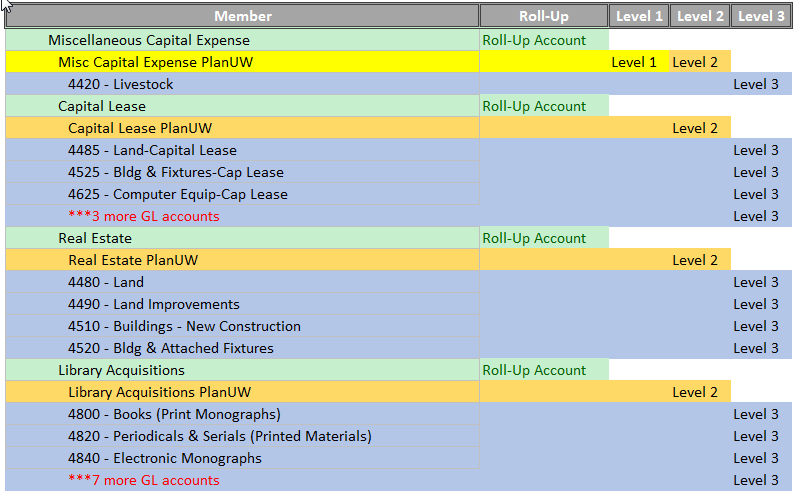 Member Roll-Up Level 1 Level 2 Level 3
Miscellaneous Capital Expense Roll-Up Account
Misc Capital Expense PlanUW Level 1 Level 2
4420 - Livestock Level 3
Capital Lease Roll-Up Account
Capital Lease PlanUW Level 2
4485 - Land-Capital Lease Level 3
4525 - Bldg & Fixtures-Cap Lease Level 3
4625 - Computer Equip-Cap Lease Level 3
***3 more GL accounts Level 3
Real Estate Roll-Up Account
Real Estate PlanUW Level 2
4480 - Land Level 3
4490 - Land Improvements Level 3
4510 - Buildings - New Construction Level 3
4520 - Bldg & Attached Fixtures Level 3
Library Acquisitions Roll-Up Account
Library Acquisitions PlanUW Level 2
4800 - Books (Print Monographs) Level 3
4820 - Periodicals & Serials (Printed Materials) Level 3
4840 - Electronic Monographs Level 3
***7 more GL accounts Level 3